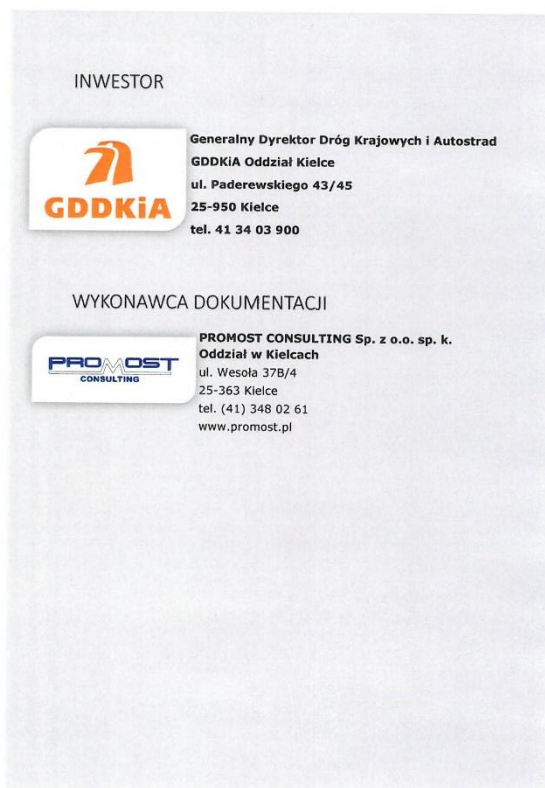 INWESTOR
GDDKiA
Generalny Dyrektor Dróg Krajowych i Autostrad
GDDKiA Oddział Kielce
ul. Paderewskiego 43/45
25-950 Kielce
tel. 41 34 03 900
WYKONAWCA DOKUMENTACJI
PROMOST
CONSULTING
PROMOST CONSULTING Sp. z o.o. sp. k.
Oddział w Kielcach
ul. Wesoła 37B/4
25-363 Kielce
tel. (41) 348 02 61
www.promost.pl